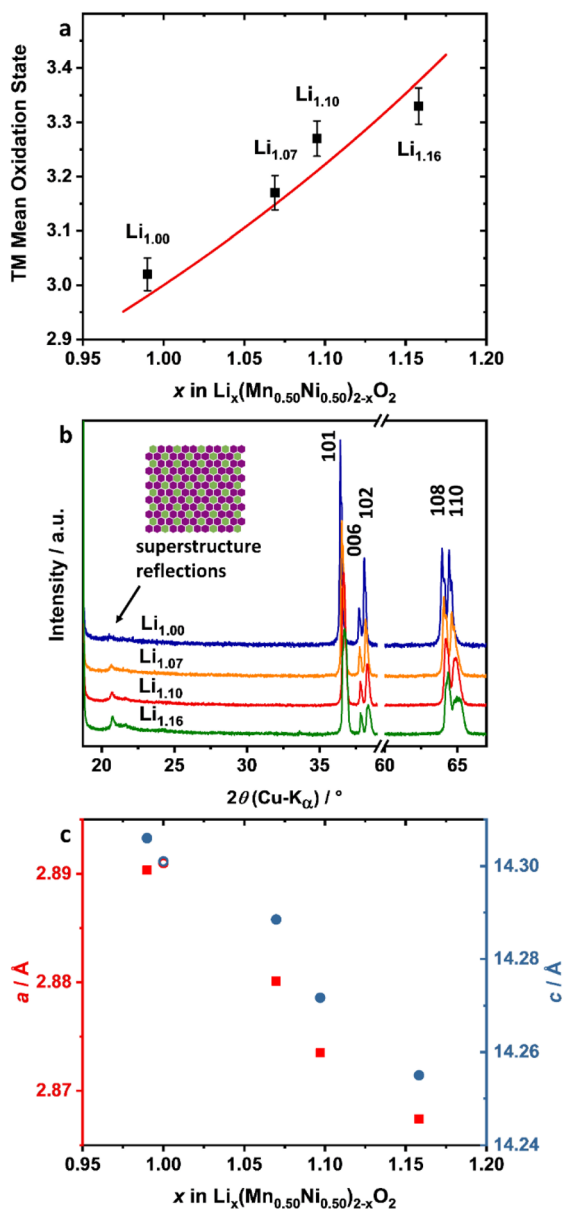 a
TM Mean Oxidation State
3.4
3.3
3.2
3.1
3.0
2.9
Li1.00
Li1.07
Li1.10
Li1.16
0.95 1.00 1.05 1.10 1.15 1.20
x in Lix(Mn0.50Ni0.50)2-xO2
b
Intensity / a.u.
superstructure
reflections
101
006
102
108
110
Li1.00
Li1.07
Li1.10
Li1.16
20 25 30 35 60 65
2θ (Cu-Kα) / °
c
a / Å
2.89
2.88
2.87
c / Å
14.30
14.28
14.26
14.24
0.95 1.00 1.05 1.10 1.15 1.20
x in Lix(Mn0.50Ni0.50)2-xO2